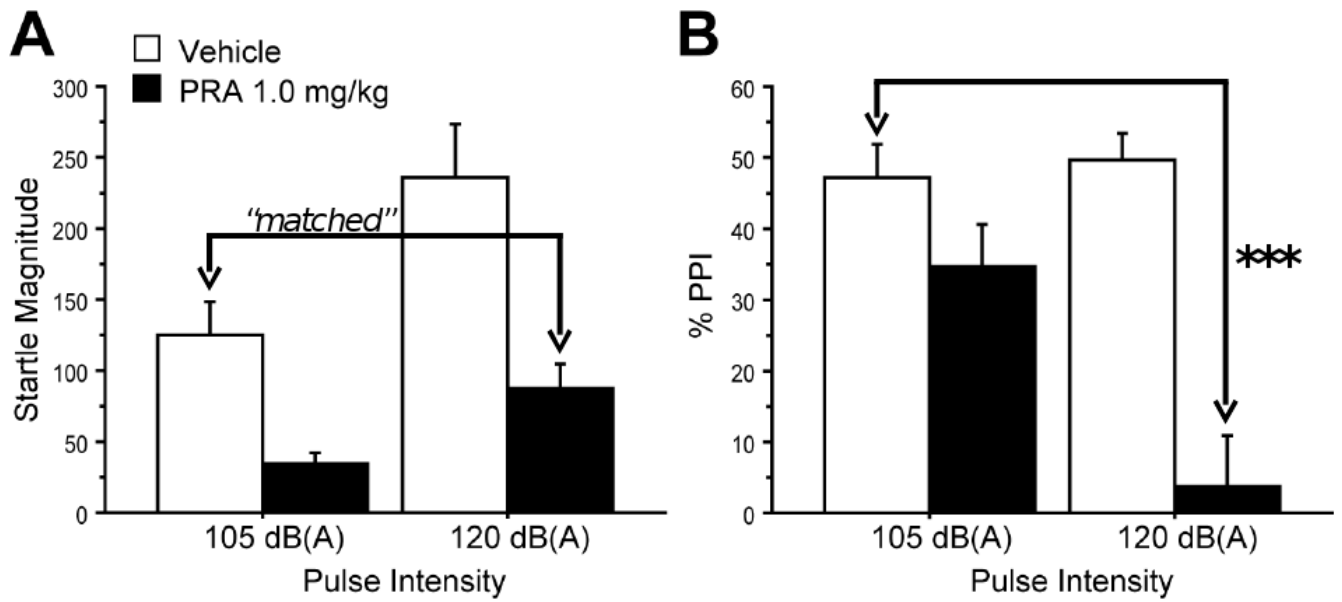 A
Vehicle
PRA 1.0 mg/kg
300
250
200
150
100
50
0
Startle Magnitude
“matched”
105 dB(A)
120 dB(A)
Pulse Intensity
B
60
50
40
30
20
10
0
% PPI
***
105 dB(A)
120 dB(A)
Pulse Intensity